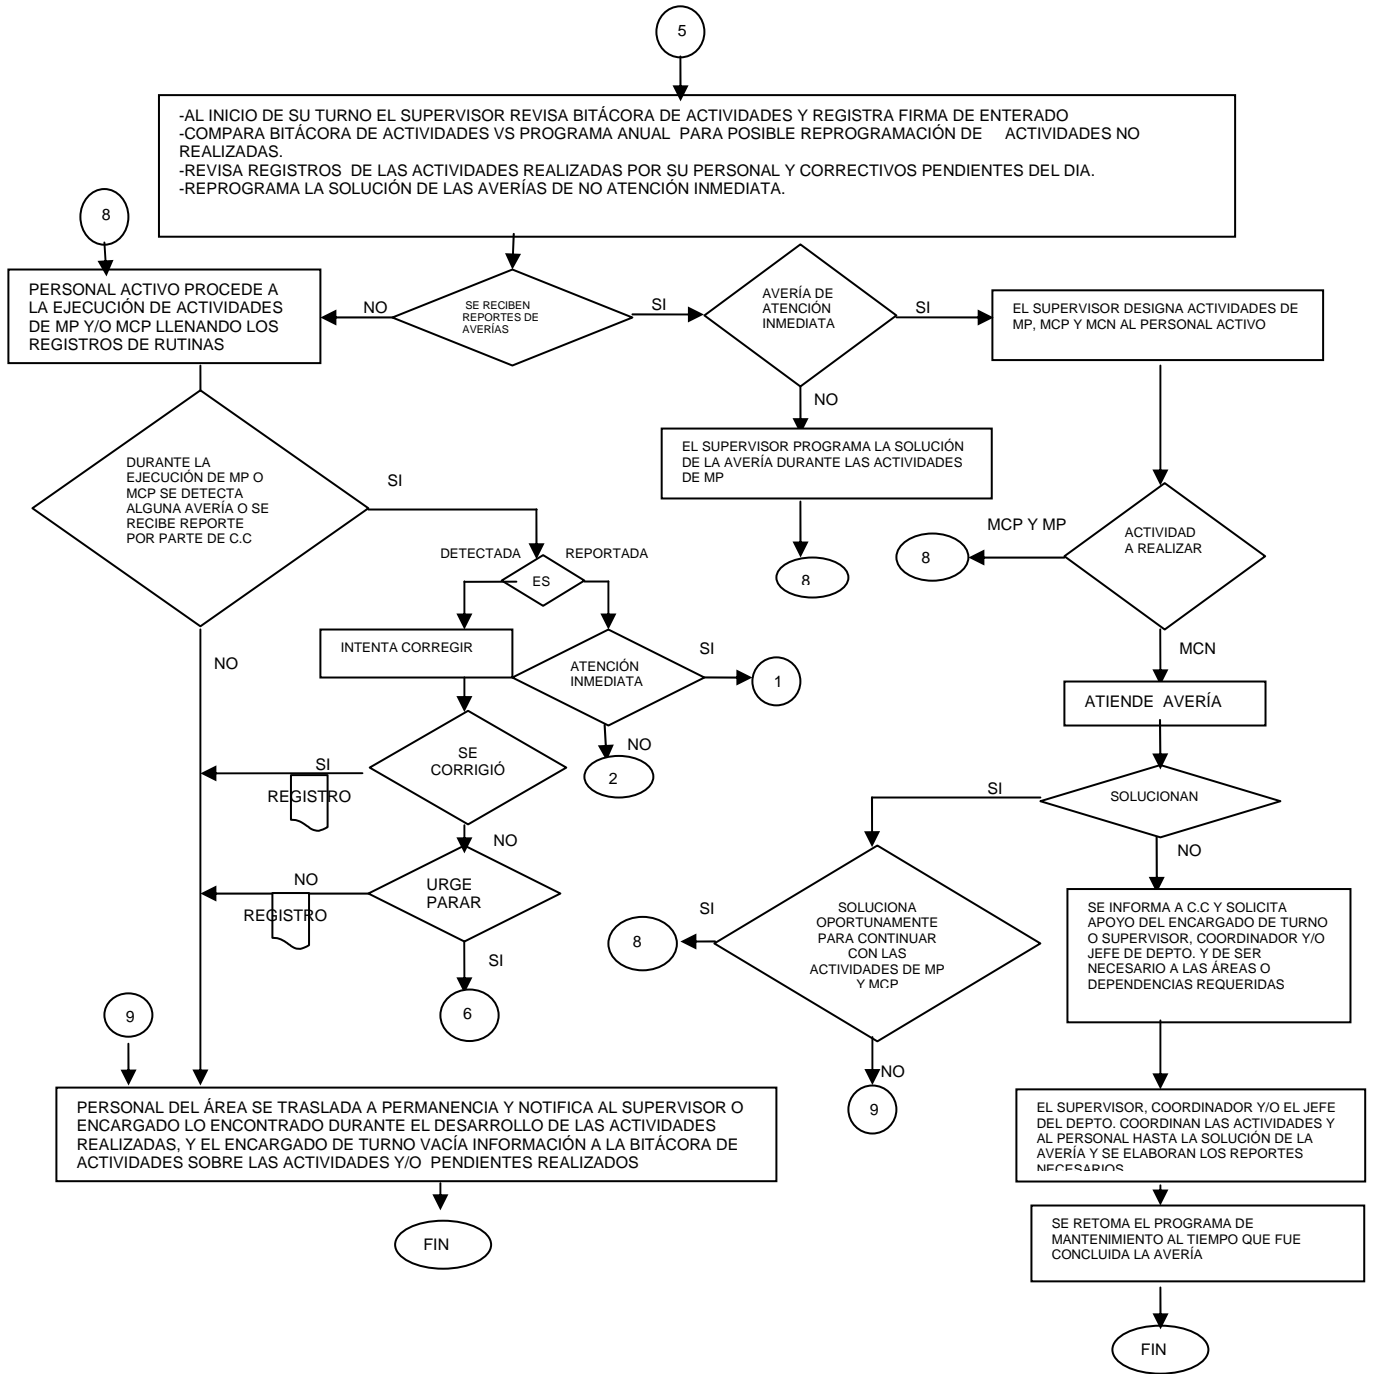 5
-AL INICIO DE SU TURNO EL SUPERVISOR REVISA BITÁCORA DE ACTIVIDADES Y REGISTRA FIRMA DE ENTERADO
-COMPARA BITÁCORA DE ACTIVIDADES VS PROGRAMA ANUAL PARA POSIBLE REPROGRAMACIÓN DE ACTIVIDADES NO
REALIZADAS.
-REVISA REGISTROS DE LAS ACTIVIDADES REALIZADAS POR SU PERSONAL Y CORRECTIVOS PENDIENTES DEL DIA.
-REPROGRAMA LA SOLUCIÓN DE LAS AVERÍAS DE NO ATENCIÓN INMEDIATA.
8
PERSONAL ACTIVO PROCEDE A
LA EJECUCIÓN DE ACTIVIDADES
DE MP Y/O MCP LLENANDO LOS
REGISTROS DE RUTINAS
NO
SE RECIBEN
REPORTES DE
AVERÍAS
SI
AVERÍA DE
ATENCIÓN
INMEDIATA
SI
EL SUPERVISOR DESIGNA ACTIVIDADES DE
MP, MCP Y MCN AL PERSONAL ACTIVO
NO
EL SUPERVISOR PROGRAMA LA SOLUCIÓN
DE LA AVERÍA DURANTE LAS ACTIVIDADES
DE MP
8
DURANTE LA
EJECUCIÓN DE MP O
MCP SE DETECTA
ALGUNA AVERÍA O SE
RECIBE REPORTE
POR PARTE DE C.C
SI
MCP Y MP
8
ACTIVIDAD
A REALIZAR
DETECTADA
REPORTADA
ES
INTENTA CORREGIR
ATENCIÓN
INMEDIATA
SI
1
NO
2
NO
MCN
ATIENDE AVERÍA
SE
CORRIGIÓ
SI
REGISTRO
NO
SOLUCIONAN
SI
NO
URGE
PARAR
NO
REGISTRO
SI
6
SOLUCIONA
OPORTUNAMENTE
PARA CONTINUAR
CON LAS
ACTIVIDADES DE MP
Y MCP
SI
8
NO
9
SE INFORMA A C.C Y SOLICITA
APOYO DEL ENCARGADO DE TURNO
O SUPERVISOR, COORDINADOR Y/O
JEFE DE DEPTO. Y DE SER
NECESARIO A LAS ÁREAS O
DEPENDENCIAS REQUERIDAS
9
PERSONAL DEL ÁREA SE TRASLADA A PERMANENCIA Y NOTIFICA AL SUPERVISOR O
ENCARGADO LO ENCONTRADO DURANTE EL DESARROLLO DE LAS ACTIVIDADES
REALIZADAS, Y EL ENCARGADO DE TURNO VACÍA INFORMACIÓN A LA BITÁCORA DE
ACTIVIDADES SOBRE LAS ACTIVIDADES Y/O PENDIENTES REALIZADOS
FIN
EL SUPERVISOR, COORDINADOR Y/O EL JEFE
DEL DEPTO. COORDINAN LAS ACTIVIDADES Y
AL PERSONAL HASTA LA SOLUCIÓN DE LA
AVERÍA Y SE ELABORAN LOS REPORTES
NECESARIOS
SE RETOMA EL PROGRAMA DE
MANTENIMIENTO AL TIEMPO QUE FUE
CONCLUIDA LA AVERÍA
FIN